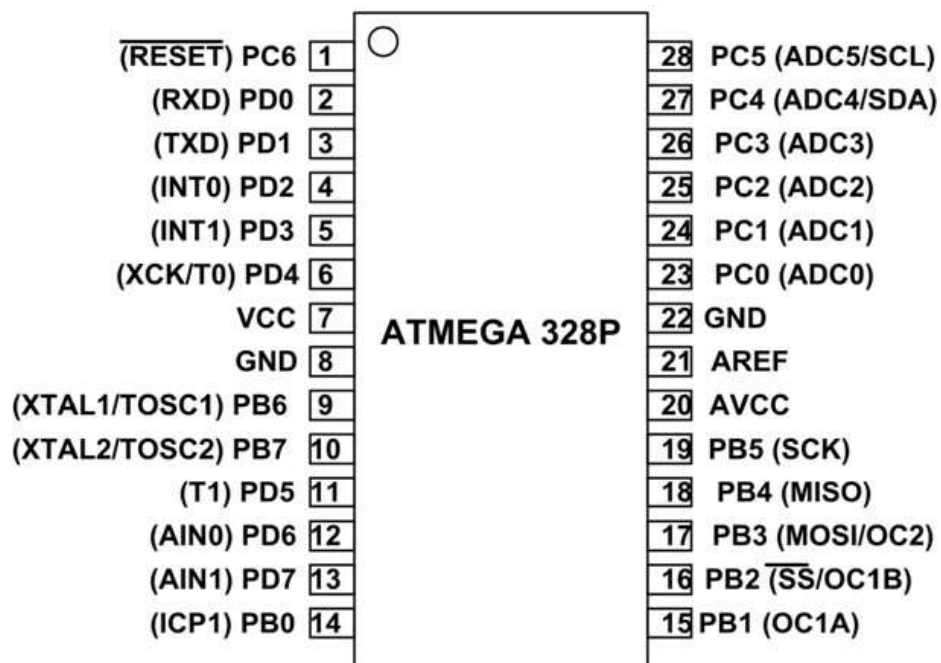 (RESET) PC6 1
(RXD) PD0 2
(TXD) PD1 3
(INT0) PD2 4
(INT1) PD3 5
(XCK/T0) PD4 6
VCC 7
GND 8
(XTAL1/TOSC1) PB6 9
(XTAL2/TOSC2) PB7 10
(T1) PD5 11
(AIN0) PD6 12
(AIN1) PD7 13
(ICP1) PB0 14
ATMEGA 328P
28 PC5 (ADC5/SCL)
27 PC4 (ADC4/SDA)
26 PC3 (ADC3)
25 PC2 (ADC2)
24 PC1 (ADC1)
23 PC0 (ADC0)
22 GND
21 AREF
20 AVCC
19 PB5 (SCK)
18 PB4 (MISO)
17 PB3 (MOSI/OC2)
16 PB2 (SS/OC1B)
15 PB1 (OC1A)